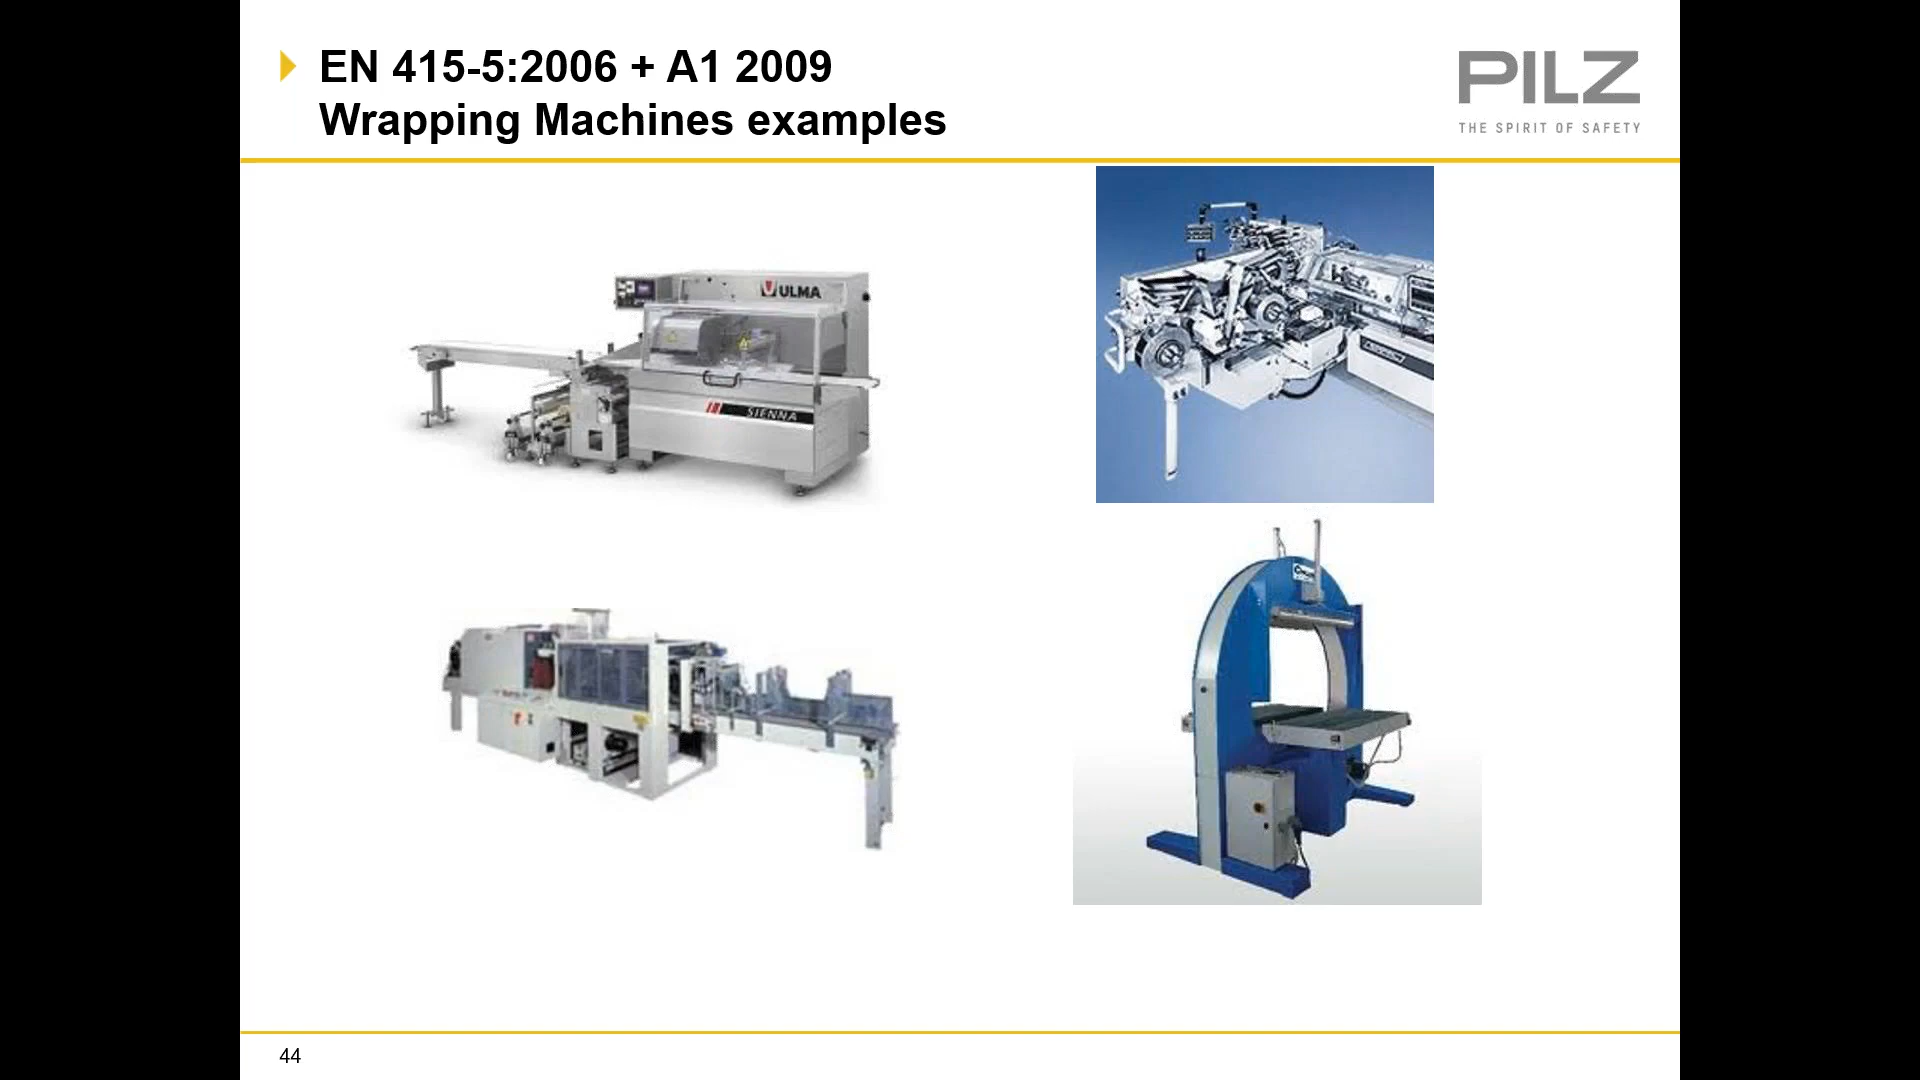 EN 415-5:2006 + A1 2009
Wrapping Machines examples
PILZ
THE SPIRIT OF SAFETY
ULMA
SIENNA
44